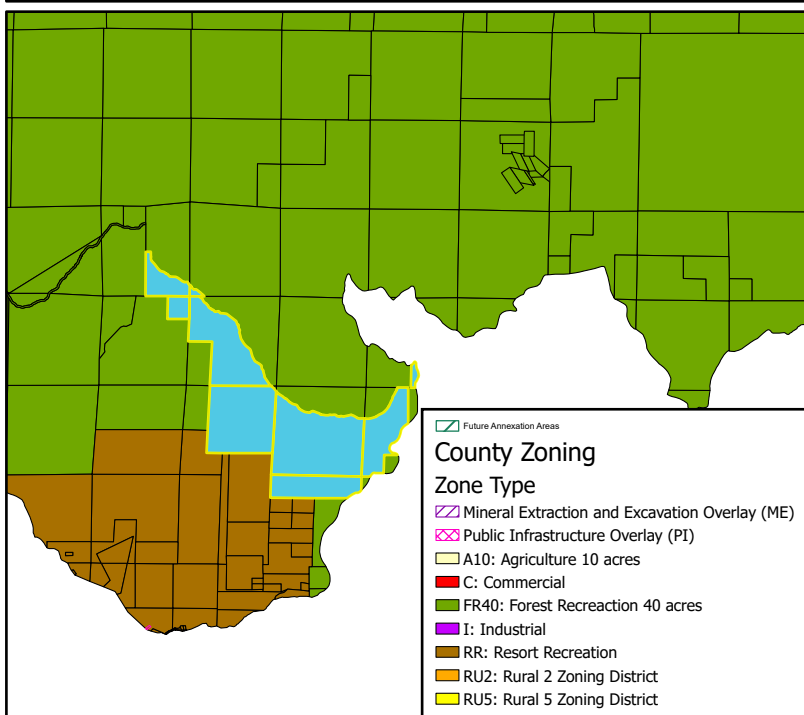 Future Annexation Areas
County Zoning
Zone Type
Mineral Extraction and Excavation Overlay (ME)
Public Infrastructure Overlay (PI)
A10: Agriculture 10 acres
C: Commercial
FR40: Forest Recreaction 40 acres
I: Industrial
RR: Resort Recreation
RU2: Rural 2 Zoning District
RU5: Rural 5 Zoning District